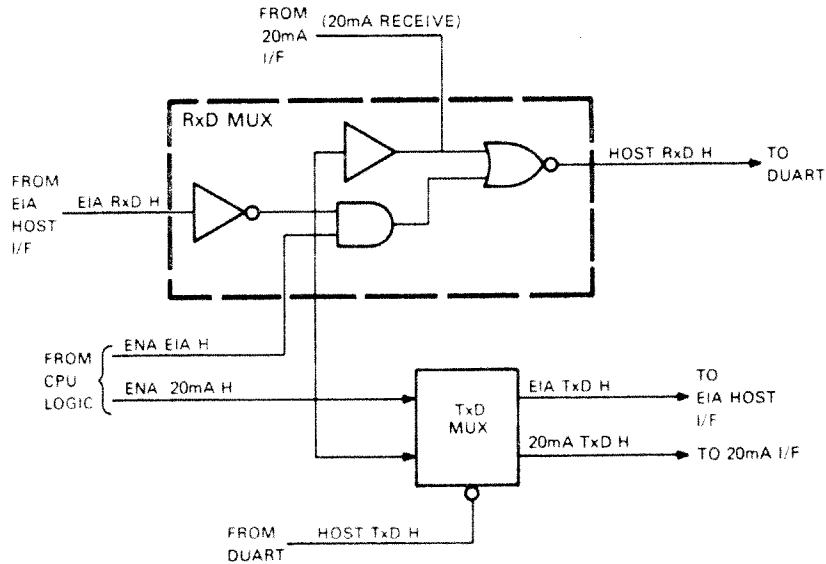 FROM
20mA
I/F
(20mA RECEIVE)
RxD MUX
FROM
EIA
HOST
I/F
EIA RxD H
HOST RxD H
TO
DUART
FROM
CPU
LOGIC
ENA EIA H
ENA 20mA H
TxD
MUX
EIA TxD H
TO
EIA HOST
I/F
20mA TxD H
TO 20mA I/F
FROM
DUART
HOST TxD H